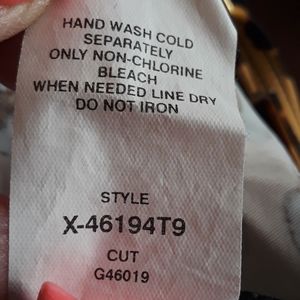 HAND WASH COLD
SEPARATELY
ONLY NON-CHLORINE
BLEACH
WHEN NEEDED LINE DRY
DO NOT IRON
STYLE
X-46194T9
CUT
G46019